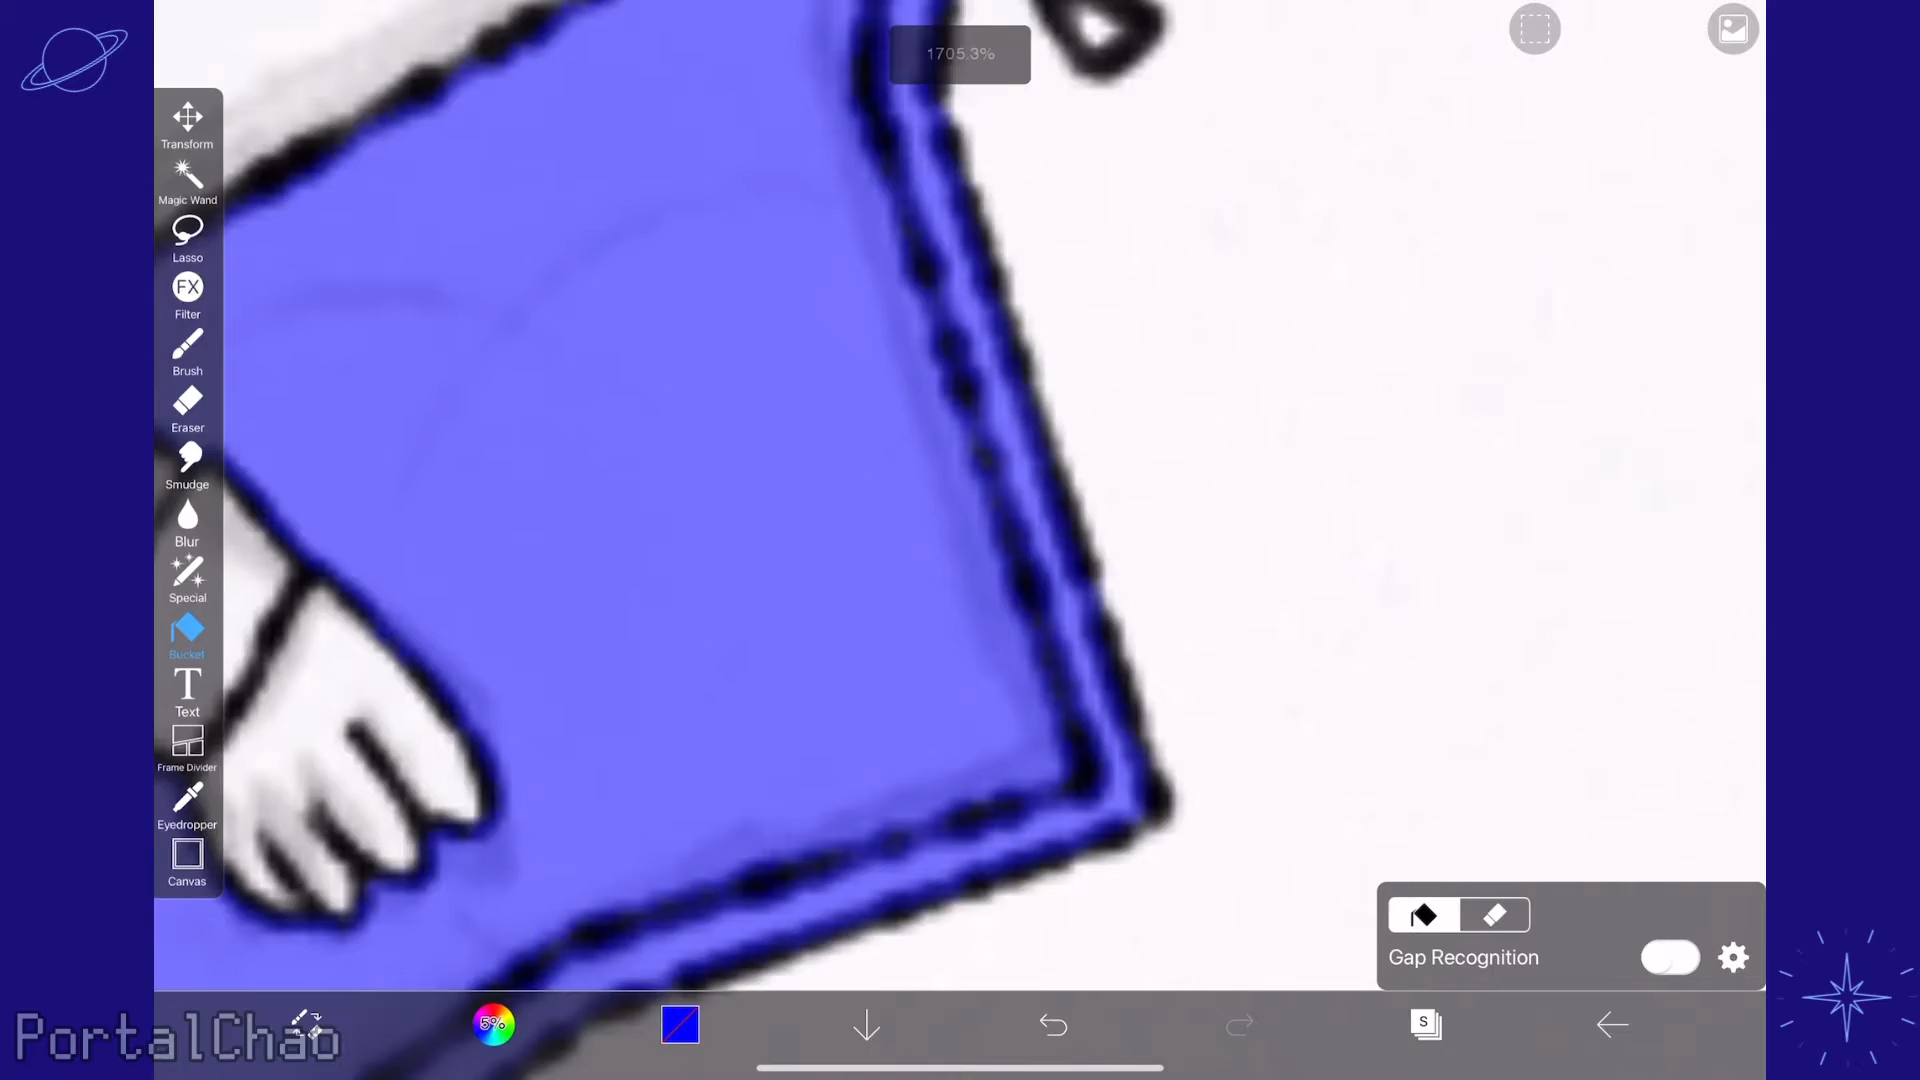 1705.3%
Transform
Magic Wand
Lasso
FX
Filter
Brush
Eraser
Smudge
Blur
Special
Bucket
T
Text
Frame Divider
Eyedropper
Canvas
Gap Recognition
5%
S
PortalChao